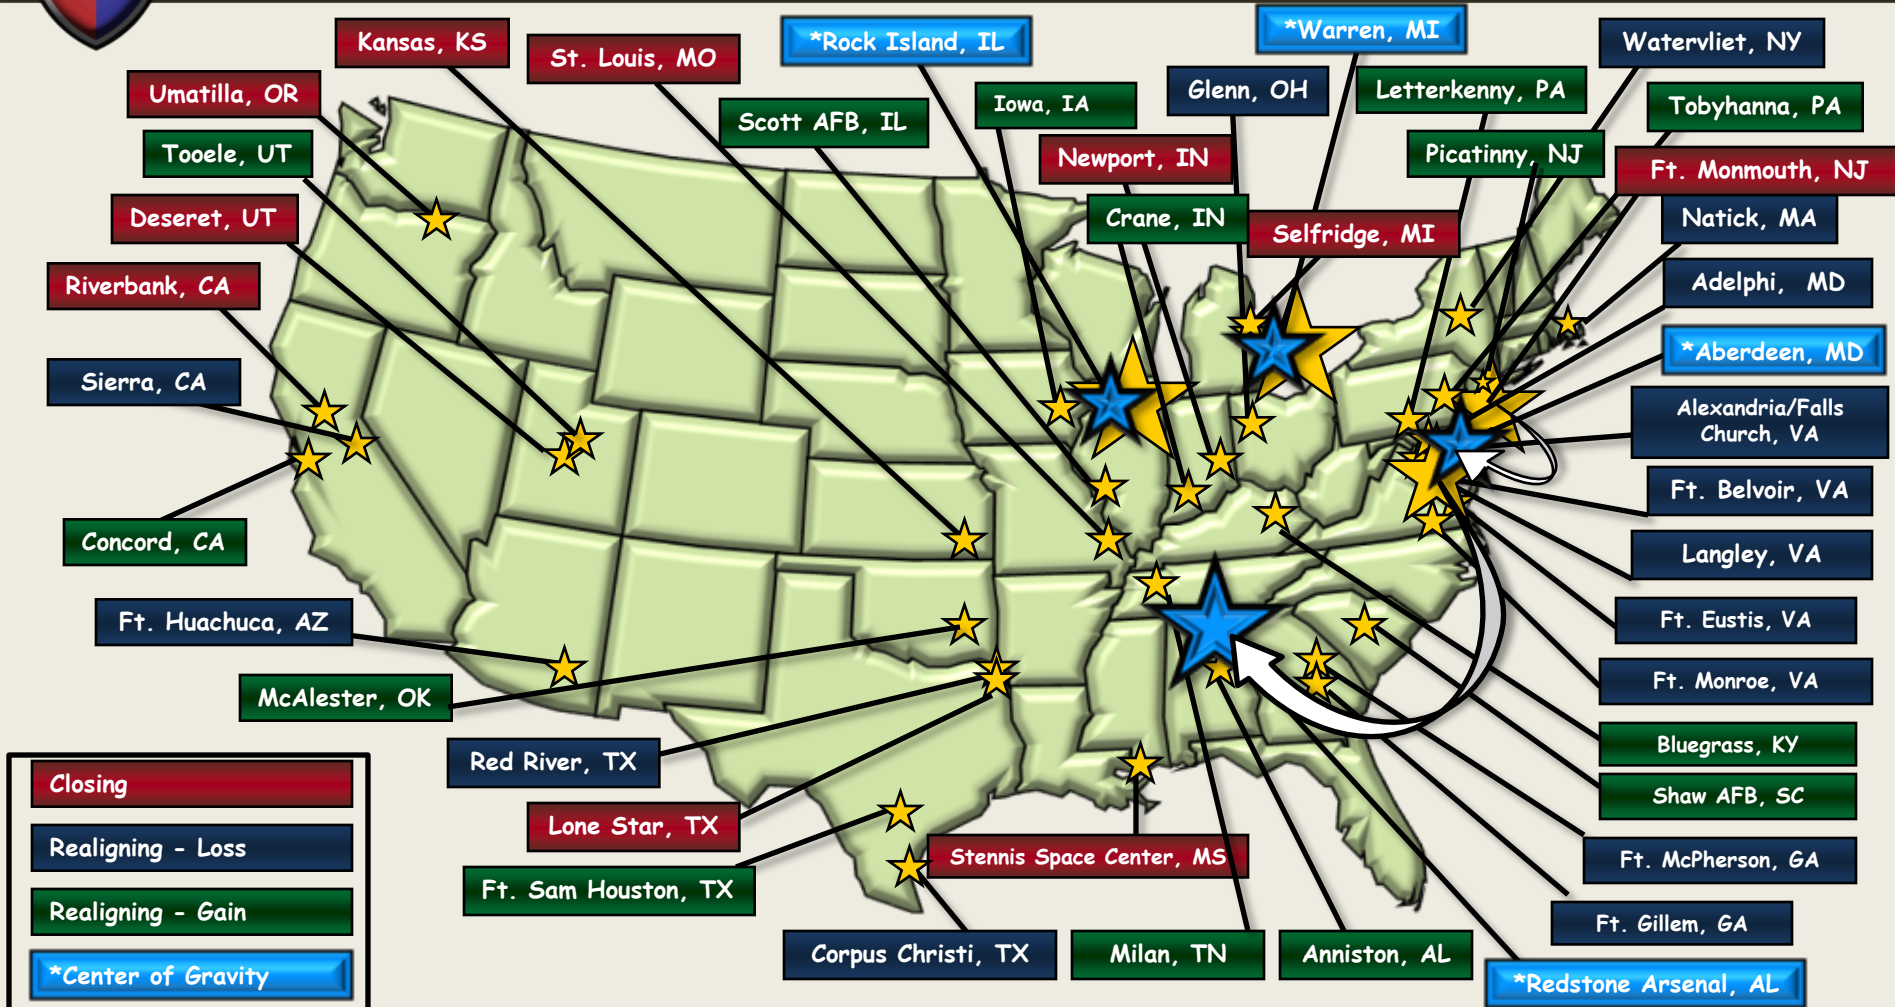 Kansas, KS
St. Louis, MO
*Rock Island, IL
*Warren, MI
Watervliet, NY
Umatilla, OR
Scott AFB, IL
Iowa, IA
Glenn, OH
Letterkenny, PA
Tobyhanna, PA
Tooele, UT
Newport, IN
Picatinny, NJ
Ft. Monmouth, NJ
Deseret, UT
Crane, IN
Selfridge, MI
Natick, MA
Riverbank, CA
Adelphi, MD
*Aberdeen, MD
Sierra, CA
Alexandria/Falls
Church, VA
Ft. Belvoir, VA
Concord, CA
Langley, VA
Ft. Huachuca, AZ
Ft. Eustis, VA
McAlester, OK
Ft. Monroe, VA
Red River, TX
Bluegrass, KY
Lone Star, TX
Shaw AFB, SC
Stennis Space Center, MS
Ft. McPherson, GA
Ft. Sam Houston, TX
Ft. Gillem, GA
Corpus Christi, TX
Milan, TN
Anniston, AL
*Redstone Arsenal, AL
Closing
Realigning - Loss
Realigning - Gain
*Center of Gravity